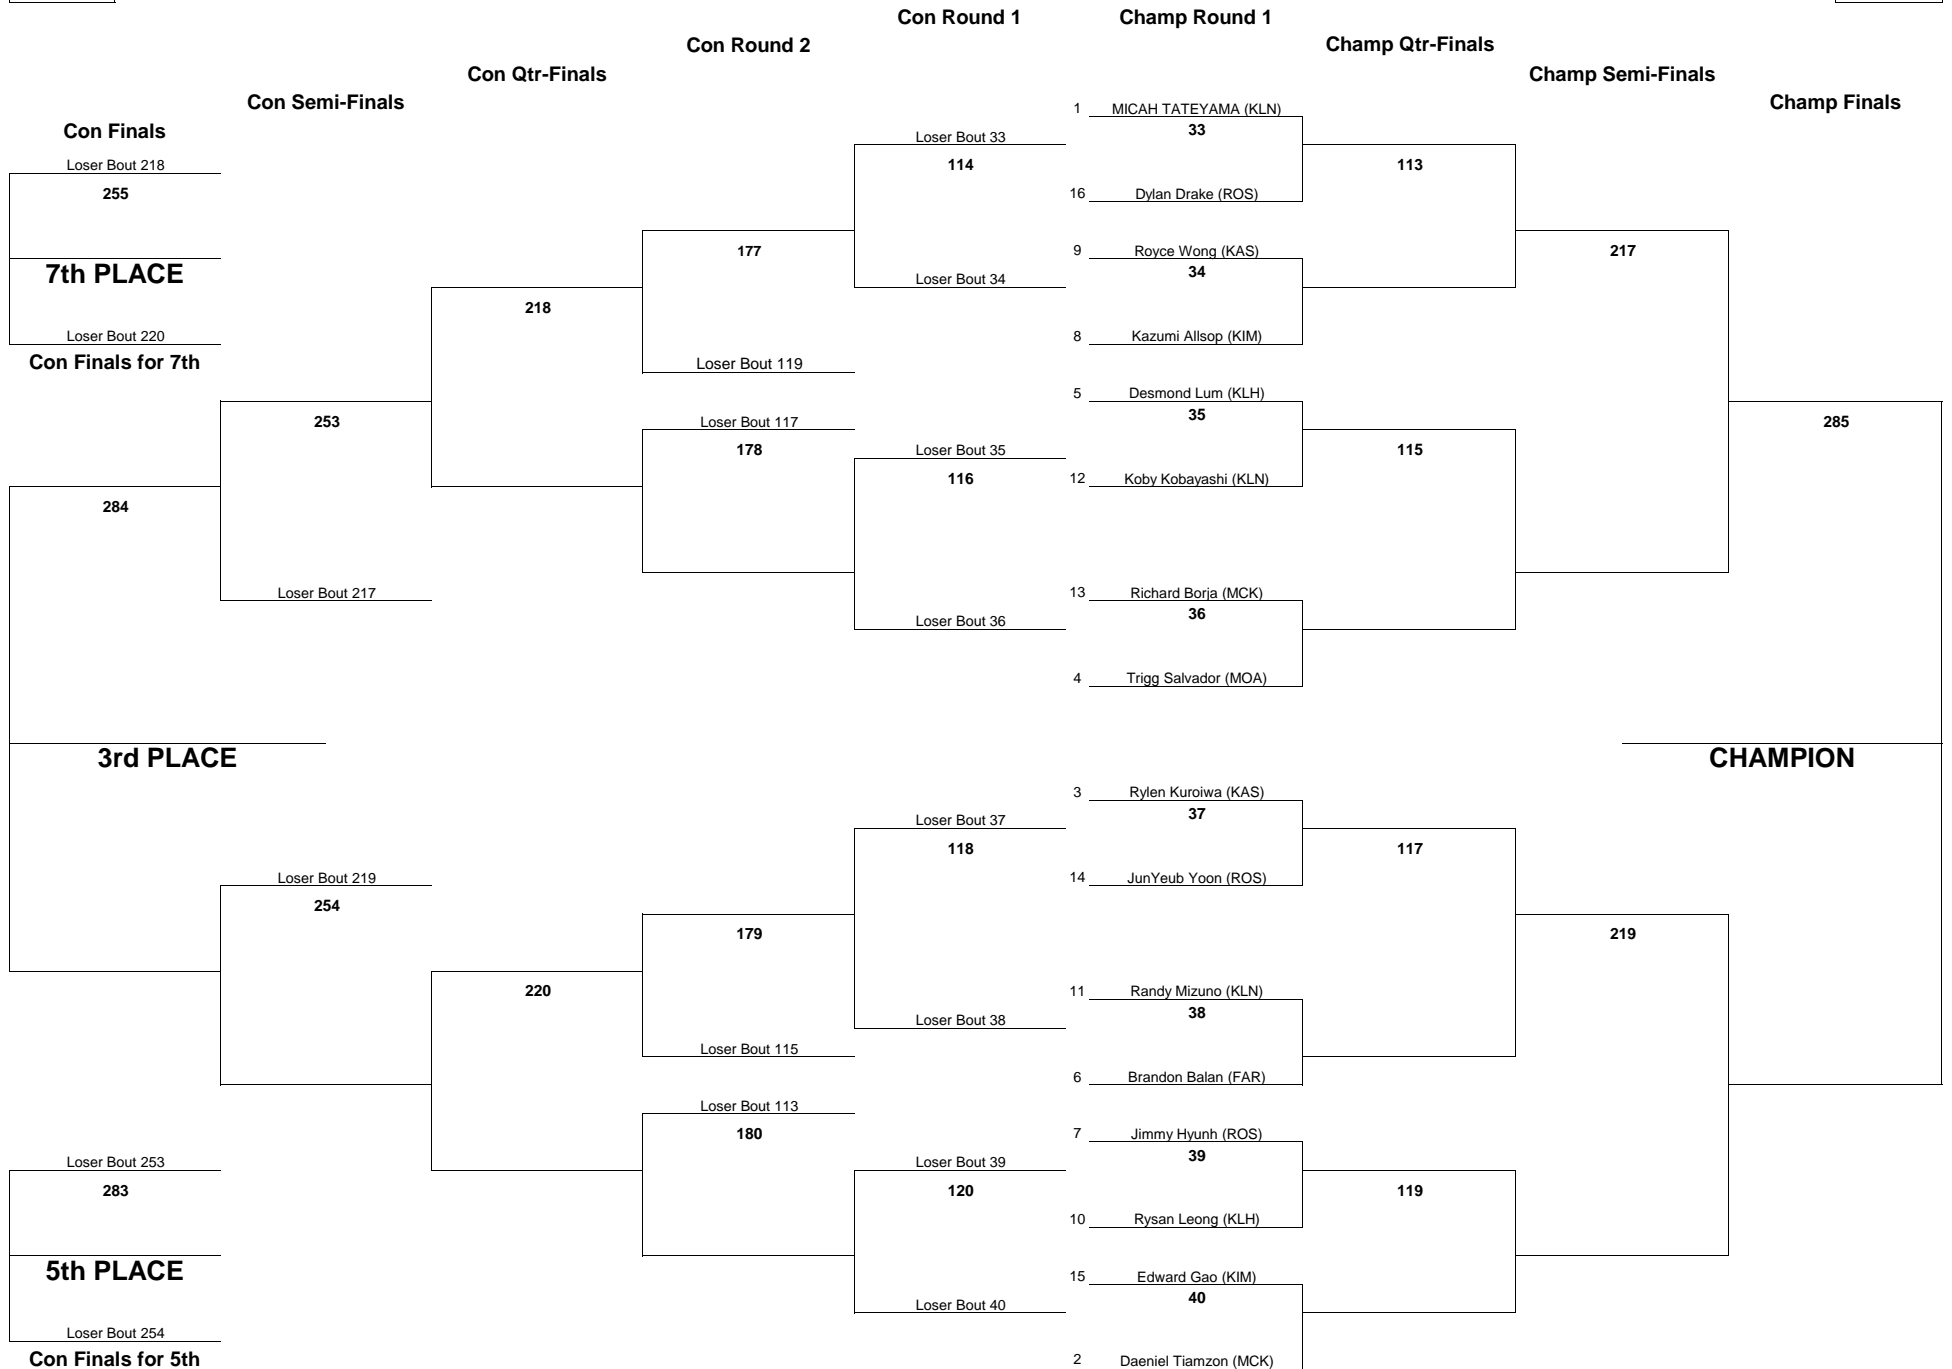 Con Round 1
Champ Round 1
Con Round 2
Champ Qtr-Finals
Con Qtr-Finals
Champ Semi-Finals
Con Semi-Finals
Champ Finals
Con Finals
1 MICAH TATEYAMA (KLN)
33
Loser Bout 33
114
113
Loser Bout 218
255
16 Dylan Drake (ROS)
177
9 Royce Wong (KAS)
217
7th PLACE
Loser Bout 34
34
218
Loser Bout 220
8 Kazumi Allsop (KIM)
Con Finals for 7th
Loser Bout 119
5 Desmond Lum (KLH)
35
253
Loser Bout 117
285
178
Loser Bout 35
115
116
12 Koby Kobayashi (KLN)
284
Loser Bout 217
13 Richard Borja (MCK)
36
Loser Bout 36
4 Trigg Salvador (MOA)
3rd PLACE
CHAMPION
3 Rylen Kuroiwa (KAS)
37
Loser Bout 37
118
117
Loser Bout 219
14 JunYeub Yoon (ROS)
254
179
219
220
11 Randy Mizuno (KLN)
38
Loser Bout 38
Loser Bout 115
6 Brandon Balan (FAR)
Loser Bout 113
180
7 Jimmy Hyunh (ROS)
39
Loser Bout 253
Loser Bout 39
283
120
119
10 Rysan Leong (KLH)
5th PLACE
15 Edward Gao (KIM)
40
Loser Bout 40
Loser Bout 254
Con Finals for 5th
2 Daeniel Tiamzon (MCK)